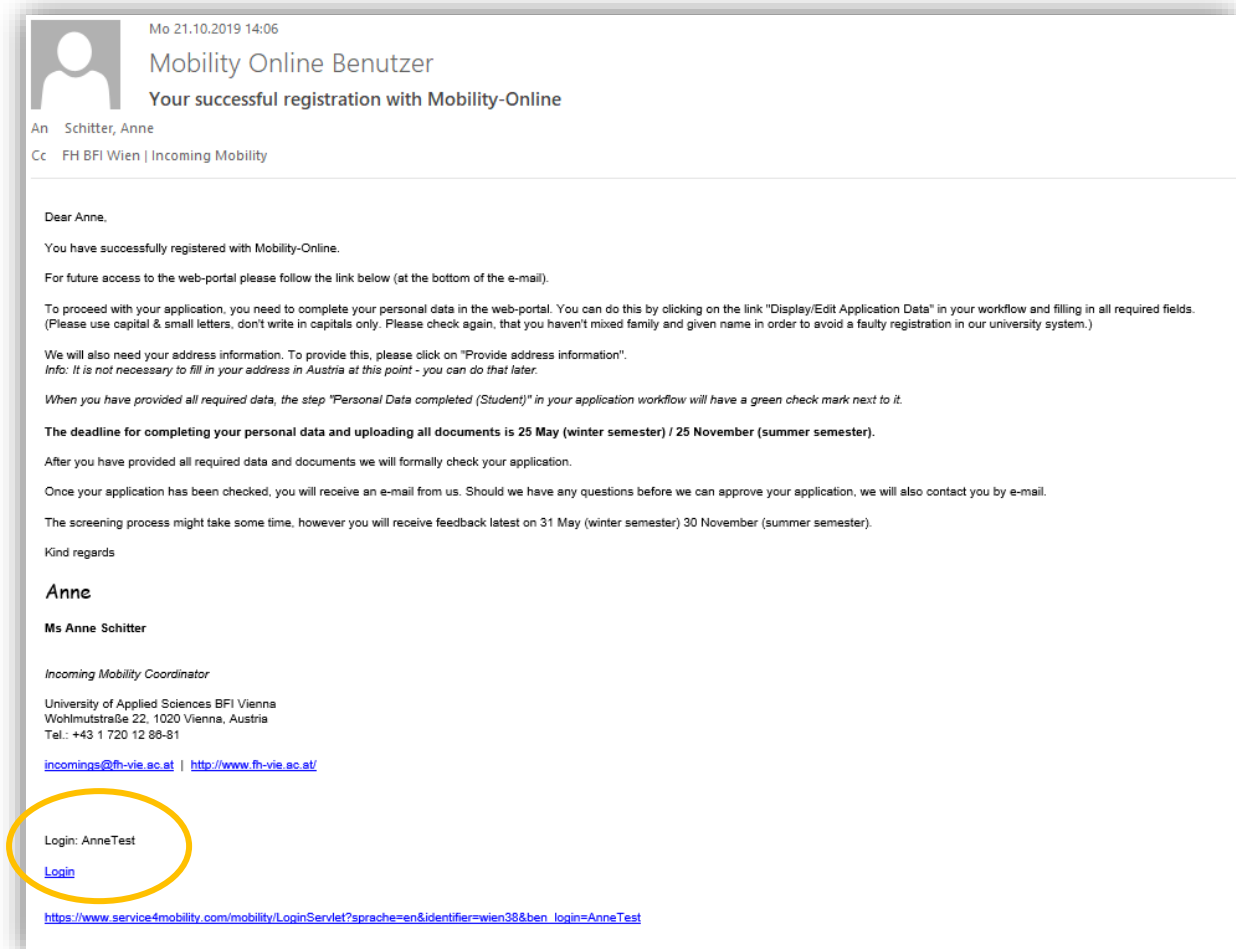 Mo 21.10.2019 14:06
Mobility Online Benutzer
Your successful registration with Mobility-Online
An Schitter, Anne
Cc FH BFI Wien | Incoming Mobility
Dear Anne,
You have successfully registered with Mobility-Online.
For future access to the web-portal please follow the link below (at the bottom of the e-mail).
To proceed with your application, you need to complete your personal data in the web-portal. You can do this by clicking on the link "Display/Edit Application Data" in your workflow and filling in all required fields.
(Please use capital & small letters, don't write in capitals only. Please check again, that you haven't mixed family and given name in order to avoid a faulty registration in our university system.)
We will also need your address information. To provide this, please click on "Provide address information".
Info: It is not necessary to fill in your address in Austria at this point - you can do that later.
When you have provided all required data, the step "Personal Data completed (Student)" in your application workflow will have a green check mark next to it.
The deadline for completing your personal data and uploading all documents is 25 May (winter semester) / 25 November (summer semester).
After you have provided all required data and documents we will formally check your application.
Once your application has been checked, you will receive an e-mail from us. Should we have any questions before we can approve your application, we will also contact you by e-mail.
The screening process might take some time, however you will receive feedback latest on 31 May (winter semester) 30 November (summer semester).
Kind regards
Anne
Ms Anne Schitter
Incoming Mobility Coordinator
University of Applied Sciences BFI Vienna
Wohlmutstraße 22, 1020 Vienna, Austria
Tel.: +43 1 720 12 86-81
incomings@fh-vie.ac.at | http://www.fh-vie.ac.at/
Login: AnneTest
Login
https://www.service4mobility.com/mobility/LoginServlet?sprache=en&identifier=wien38&ben_login=AnneTest